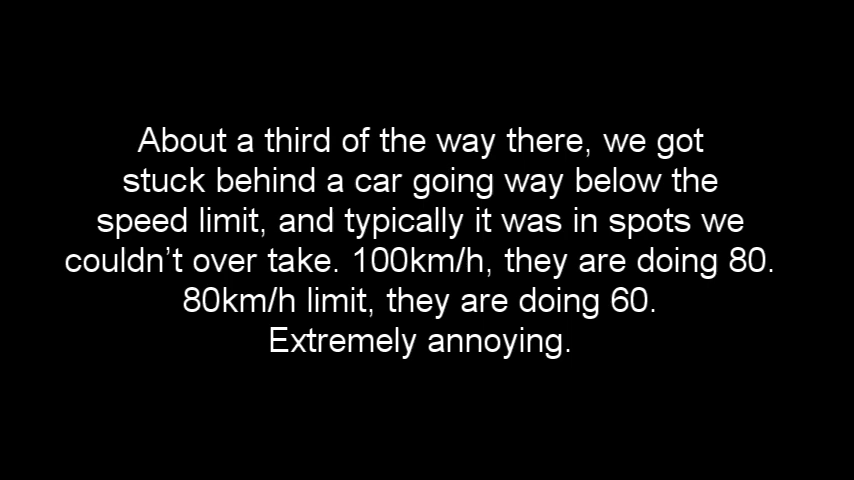 About a third of the way there, we got
stuck behind a car going way below the
speed limit, and typically it was in spots we
couldn’t over take. 100km/h, they are doing 80.
80km/h limit, they are doing 60.
Extremely annoying.